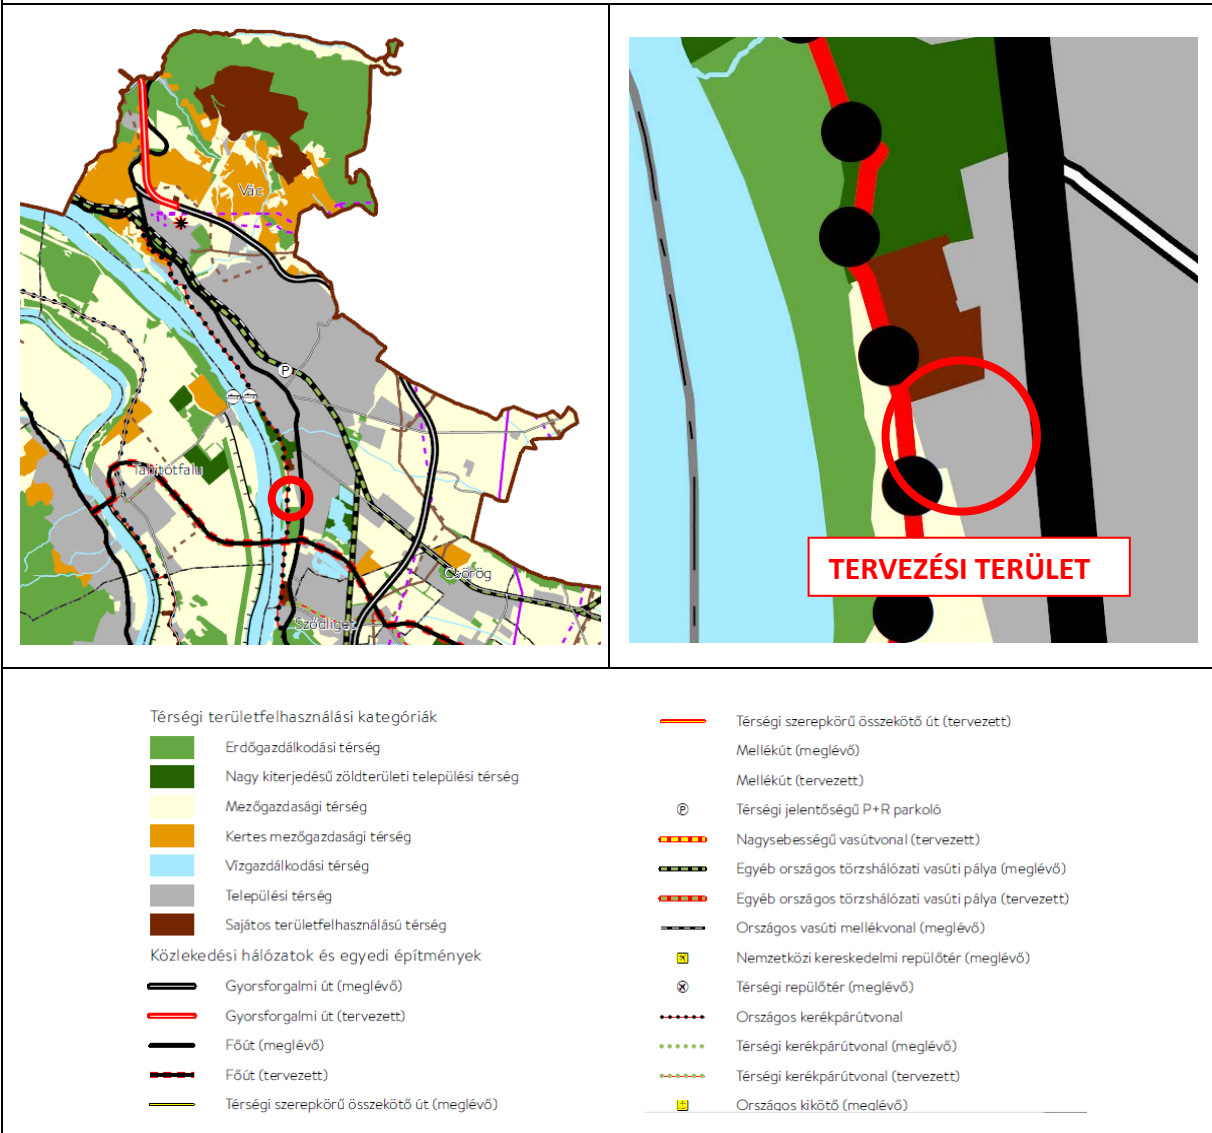 Vác
P
Tahitótfalu
Csörög
Sződliget
TERVEZÉSI TERÜLET
Térségi területfelhasználási kategóriák
Erdőgazdálkodási térség
Nagy kiterjedésű zöldterületi települési térség
Mezőgazdasági térség
Kertes mezőgazdasági térség
Vízgazdálkodási térség
Települési térség
Sajátos területfelhasználású térség
Közlekedési hálózatok és egyedi építmények
Gyorsforgalmi út (meglévő)
Gyorsforgalmi út (tervezett)
Főút (meglévő)
Főút (tervezett)
Térségi szerepkörű összekötő út (meglévő)
Térségi szerepkörű összekötő út (tervezett)
Mellékút (meglévő)
Mellékút (tervezett)
P Térségi jelentőségű P+R parkoló
Nagysebességű vasútvonal (tervezett)
Egyéb országos törzshálózati vasúti pálya (meglévő)
Egyéb országos törzshálózati vasúti pálya (tervezett)
Országos vasúti mellékvonal (meglévő)
Nemzetközi kereskedelmi repülőtér (meglévő)
Térségi repülőtér (meglévő)
Országos kerékpárútvonal
Térségi kerékpárútvonal (meglévő)
Térségi kerékpárútvonal (tervezett)
Országos kikötő (meglévő)